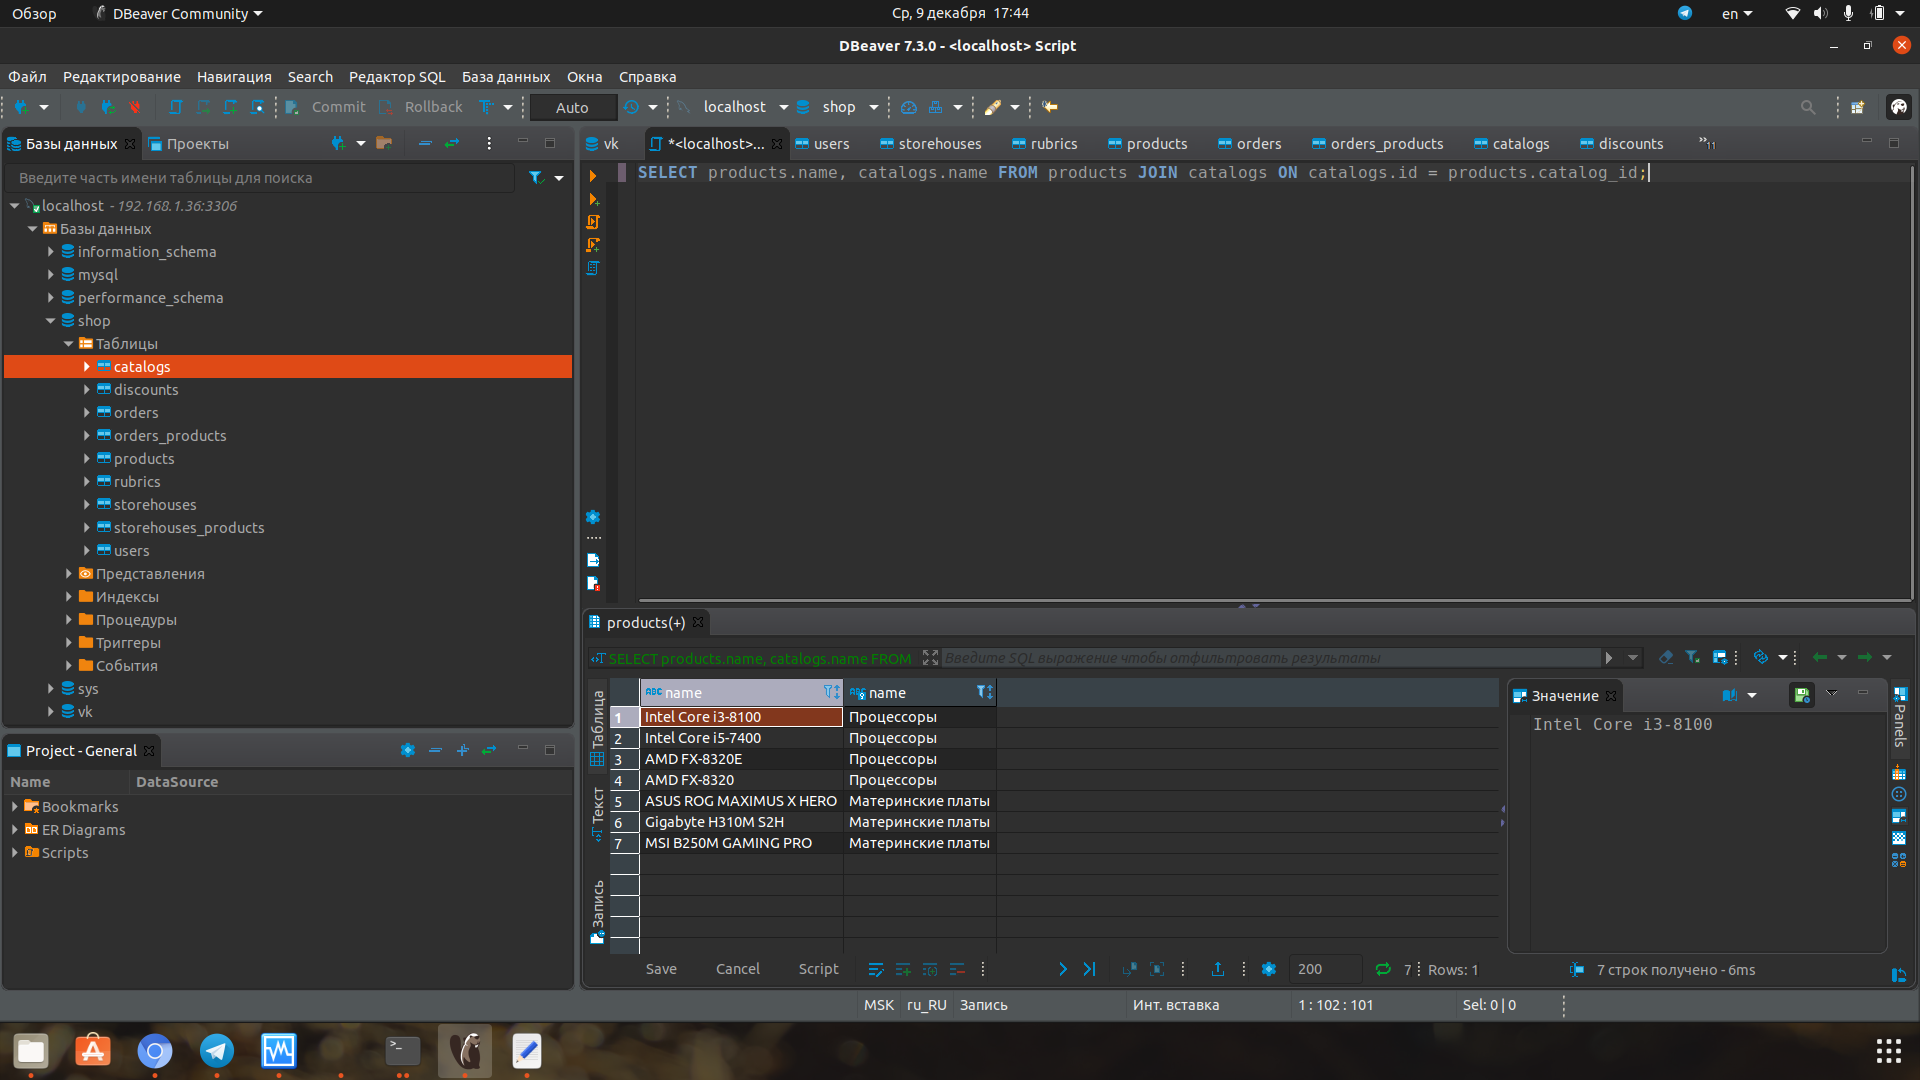 Обзор
DBeaver Community
Ср, 9 декабря 17:44
en
DBeaver 7.3.0 - <localhost> Script
Файл Редактирование Навигация Search Редактор SQL База данных Окна Справка
Commit Rollback Auto localhost shop
Базы данных Проекты
Введите часть имени таблицы для поиска
localhost - 192.168.1.36:3306
Базы данных
information_schema
mysql
performance_schema
shop
Таблицы
catalogs
discounts
orders
orders_products
products
rubrics
storehouses
storehouses_products
users
Представления
Индексы
Процедуры
Триггеры
События
sys
vk
Project - General
Name DataSource
Bookmarks
ER Diagrams
Scripts
vk *<localhost>... users storehouses rubrics products orders orders_products catalogs discounts »11
SELECT products.name, catalogs.name FROM products JOIN catalogs ON catalogs.id = products.catalog_id;
products(+)
SELECT products.name, catalogs.name FROM Введите SQL выражение чтобы отфильтровать результаты
Таблица
Текст
Запись
ABC name ABC name
1 Intel Core i3-8100 Процессоры
2 Intel Core i5-7400 Процессоры
3 AMD FX-8320E Процессоры
4 AMD FX-8320 Процессоры
5 ASUS ROG MAXIMUS X HERO Материнские платы
6 Gigabyte H310M S2H Материнские платы
7 MSI B250M GAMING PRO Материнские платы
Значение
Intel Core i3-8100
Panels
Save Cancel Script 200 7 Rows: 1 7 строк получено - 6ms
MSK ru_RU Запись Инт. вставка 1 : 102 : 101 Sel: 0 | 0